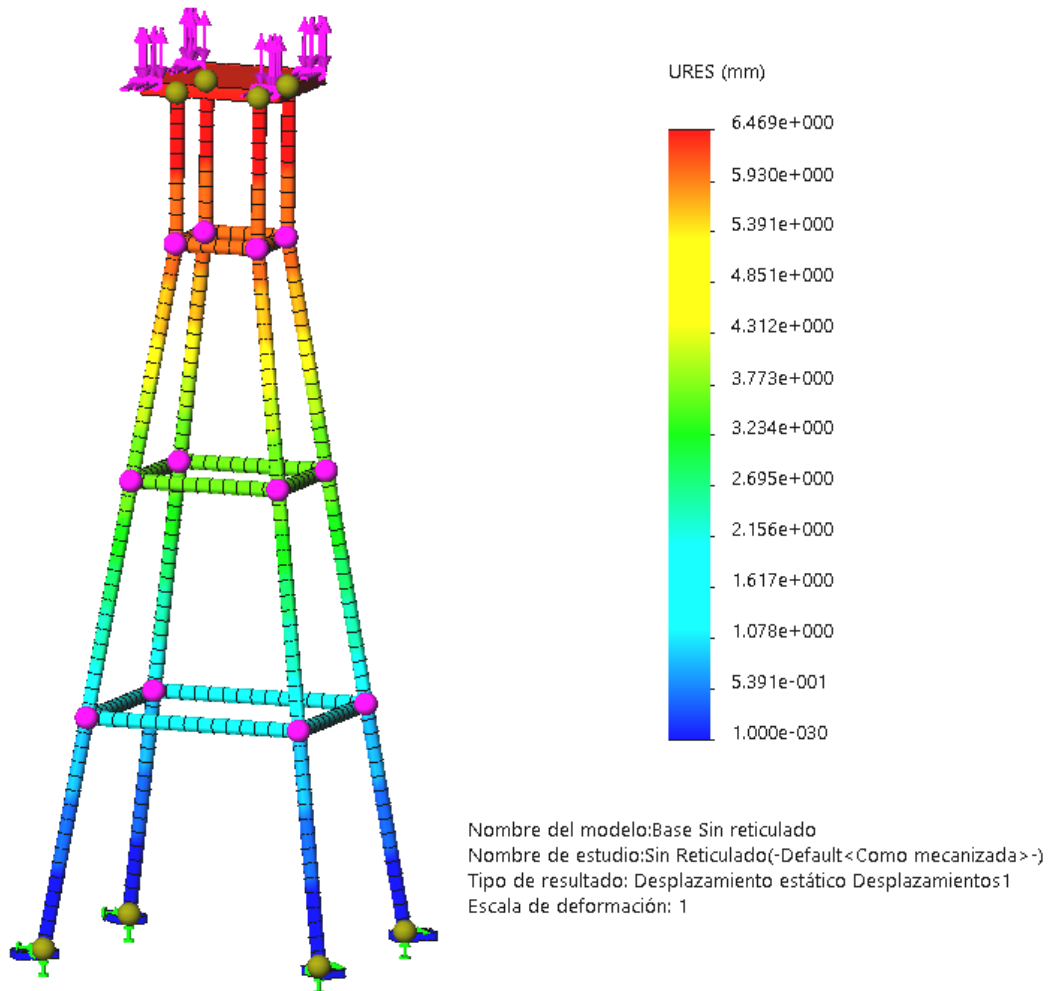 URES (mm)
6.469e+000
5.930e+000
5.391e+000
4.851e+000
4.312e+000
3.773e+000
3.234e+000
2.695e+000
2.156e+000
1.617e+000
1.078e+000
5.391e-001
1.000e-030
Nombre del modelo:Base Sin reticulado
Nombre de estudio:Sin Reticulado(-Default<Como mecanizada>-)
Tipo de resultado: Desplazamiento estático Desplazamientos1
Escala de deformación: 1